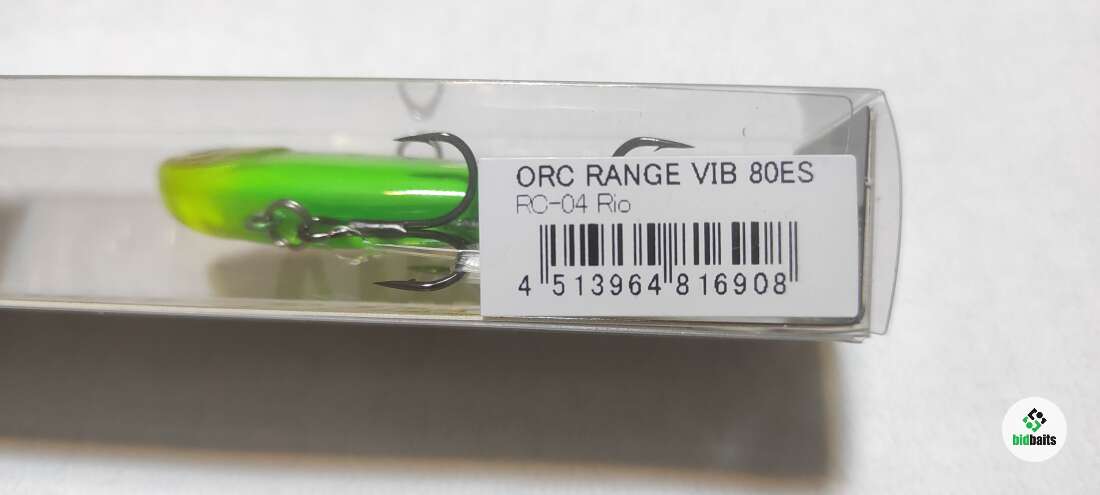 ORC RANGE VIB 80ES
RC-04 Rio
4 513964 816908
bidbaits